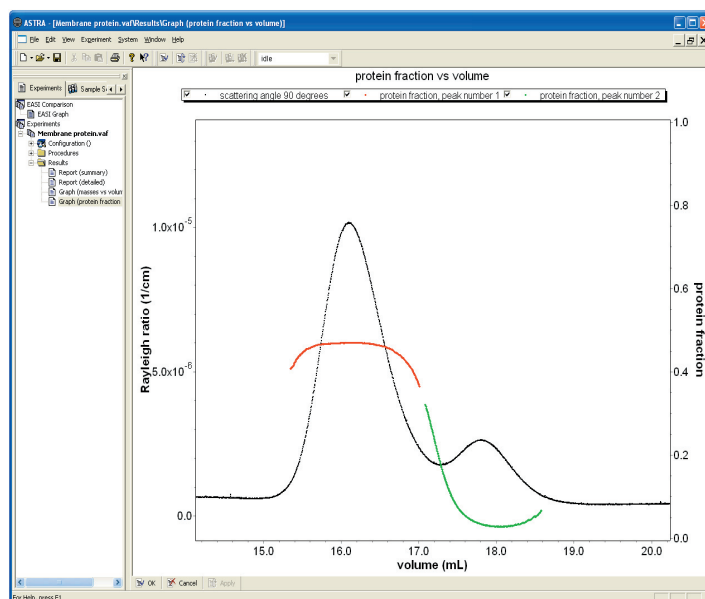 ASTRA - [Membrane protein.vaf\Results\Graph (protein fraction vs volume)]
File Edit View Experiment System Window Help
idle
Experiments Sample S
EASI Comparison
EASI Graph
Experiments
Membrane protein.vaf
Configuration ()
Procedures
Results
Report (summary)
Report (detailed)
Graph (masses vs volum
Graph (protein fraction
protein fraction vs volume
scattering angle 90 degrees protein fraction, peak number 1 protein fraction, peak number 2
Rayleigh ratio (1/cm)
1.0x10-5
5.0x10-6
0.0
1.0
0.8
0.6
0.4
0.2
0.0
protein fraction
15.0 16.0 17.0 18.0 19.0 20.0
volume (mL)
OK Cancel Apply
For Help, press F1